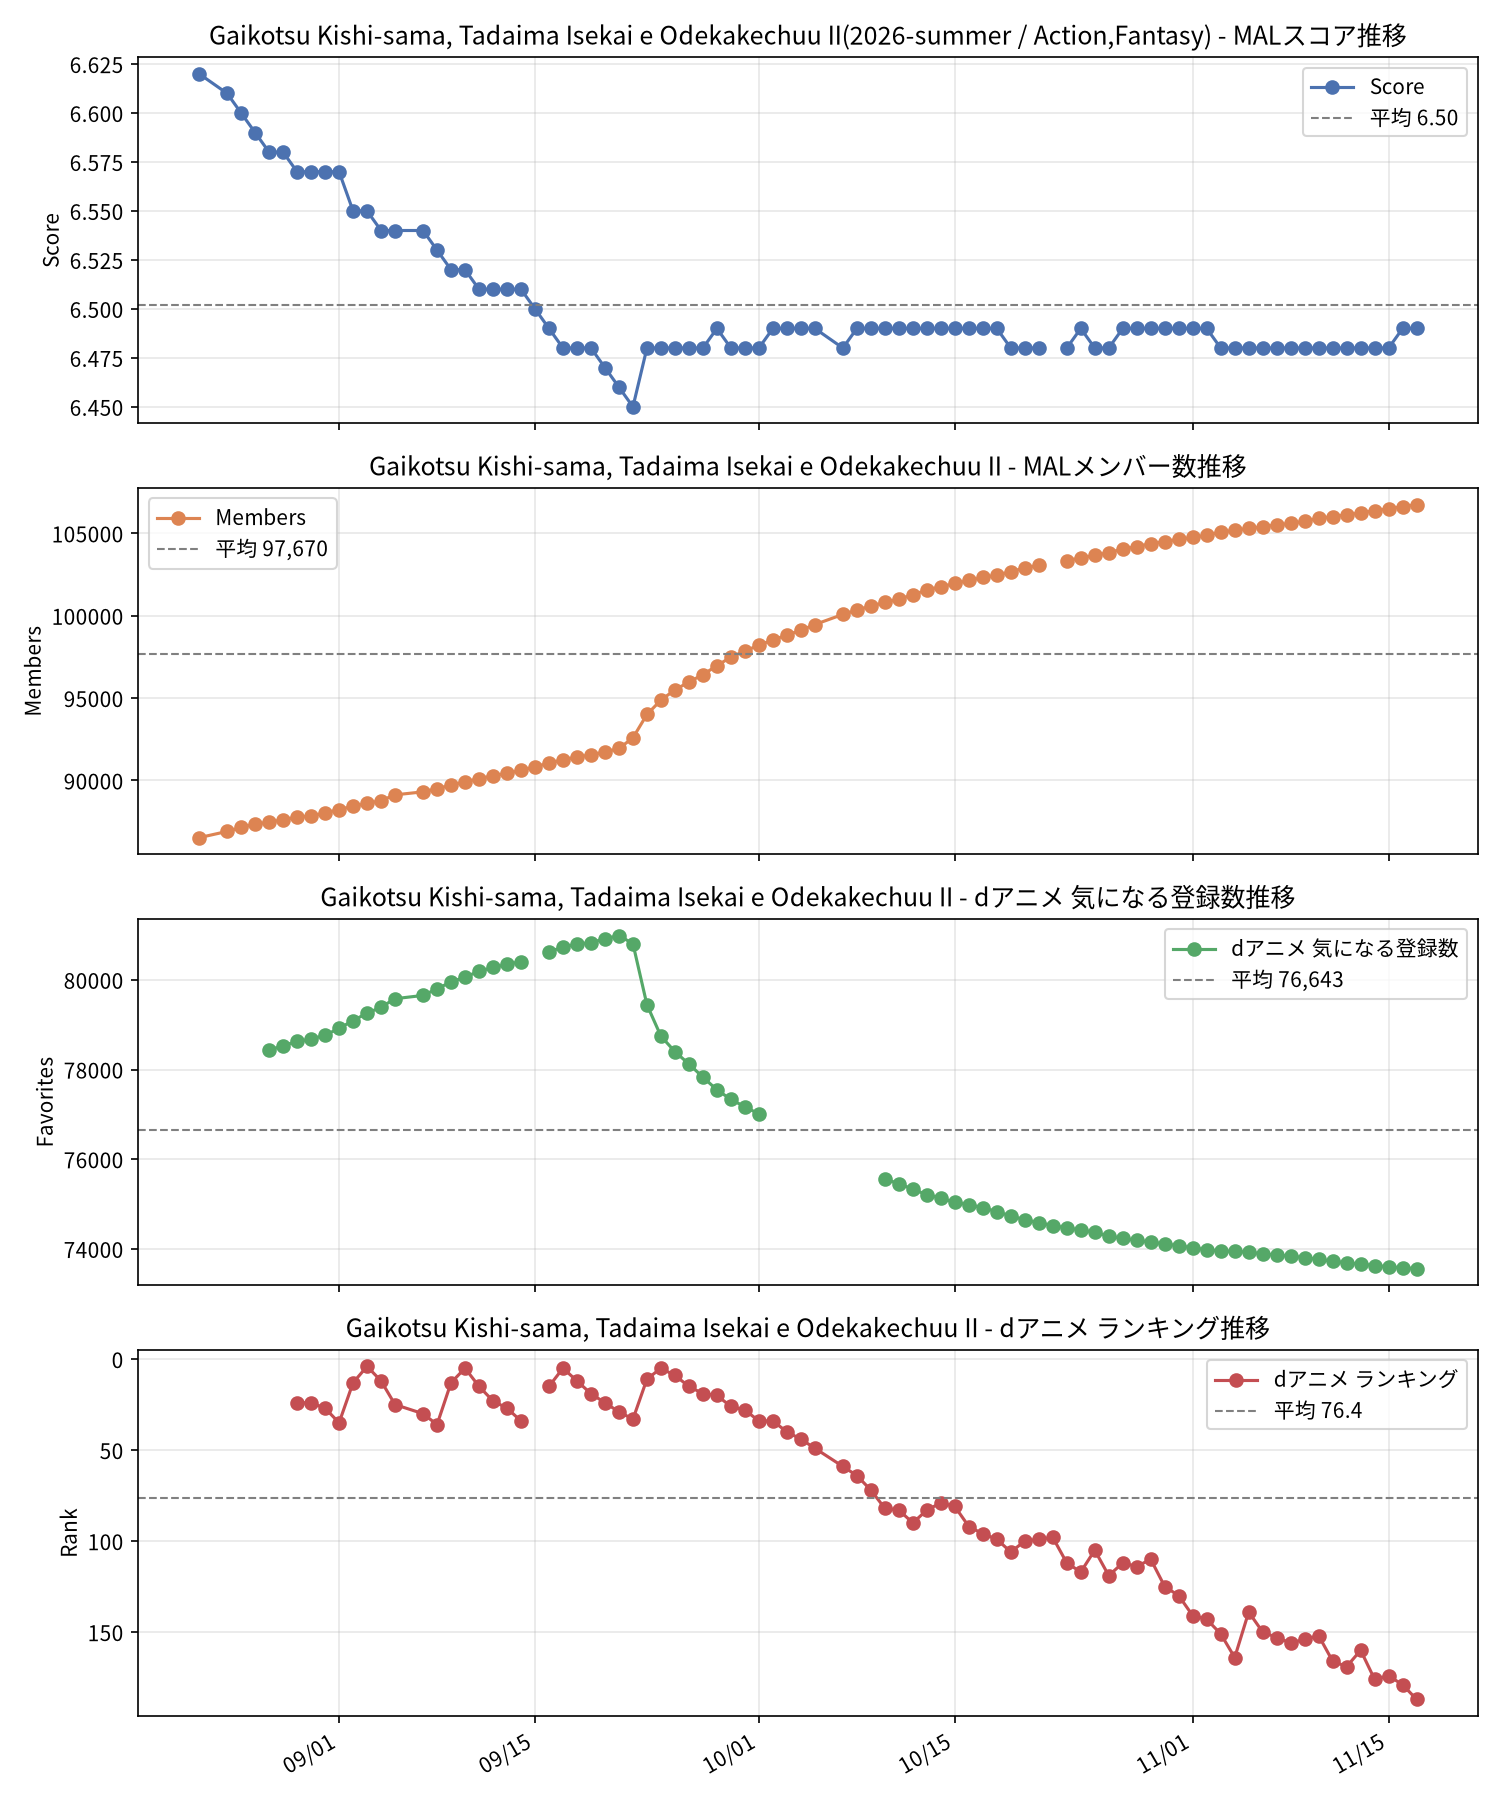 Gaikotsu Kishi-sama, Tadaima Isekai e Odekakechuu II(2026-summer / Action,Fantasy) - MALスコア推移
6.625
6.600
6.575
6.550
6.525
6.500
6.475
6.450
Score
Score
平均 6.50
Gaikotsu Kishi-sama, Tadaima Isekai e Odekakechuu II - MALメンバー数推移
105000
100000
95000
90000
Members
Members
平均 97,670
Gaikotsu Kishi-sama, Tadaima Isekai e Odekakechuu II - dアニメ 気になる登録数推移
80000
78000
76000
74000
Favorites
dアニメ 気になる登録数
平均 76,643
Gaikotsu Kishi-sama, Tadaima Isekai e Odekakechuu II - dアニメ ランキング推移
0
50
100
150
Rank
dアニメ ランキング
平均 76.4
09/01
09/15
10/01
10/15
11/01
11/15